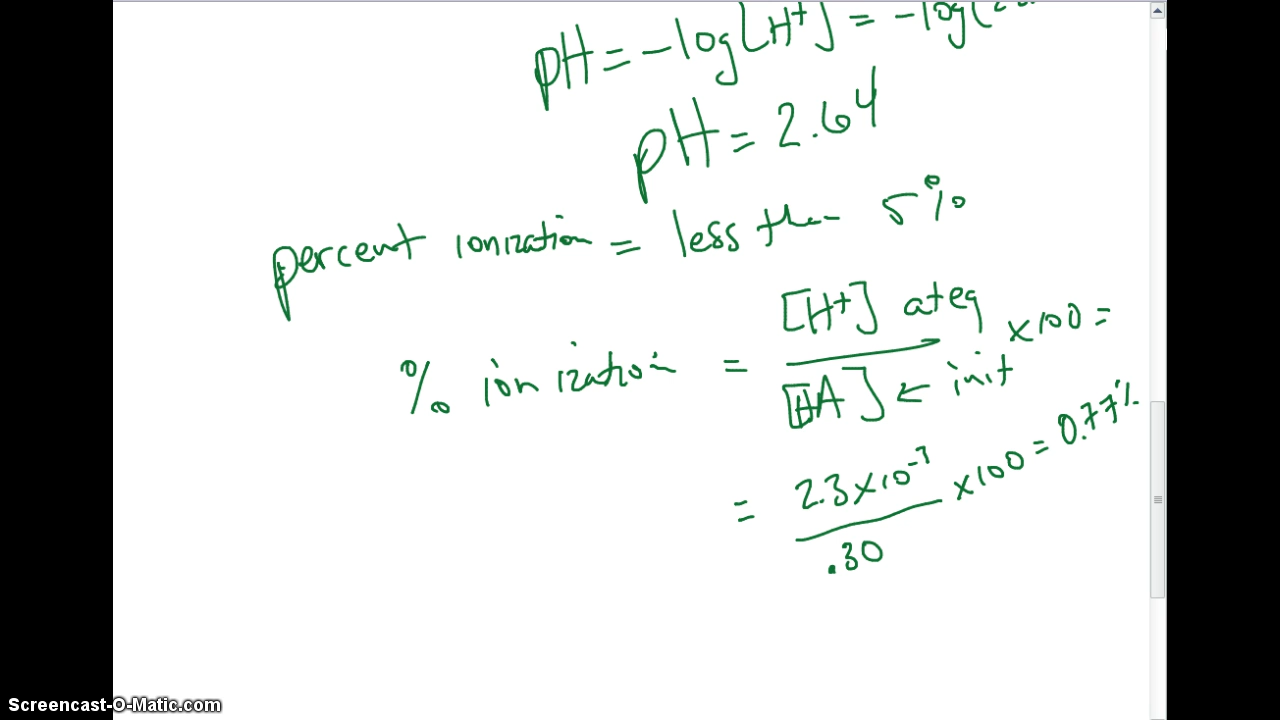 pH = -log[H+] = -log(2.
pH = 2.64
percent ionization = less than 5%
% ionization = [H+] at eq / [HA] ← init x100 =
= 2.3x10⁻³ / .30 x100 = 0.77%
Screencast-O-Matic.com